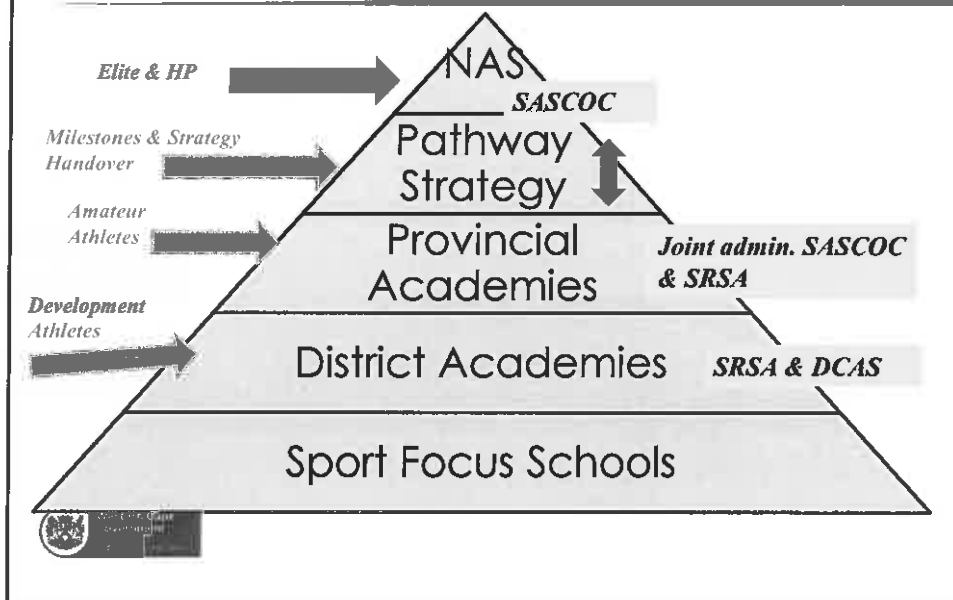 NAS
Elite & HP
SASCOC
Milestones & Strategy
Handover
Pathway
Strategy
Amateur
Athletes
Provincial
Academies
Joint admin. SASCOC
& SRSA
Development
Athletes
District Academies
SRSA & DCAS
Sport Focus Schools